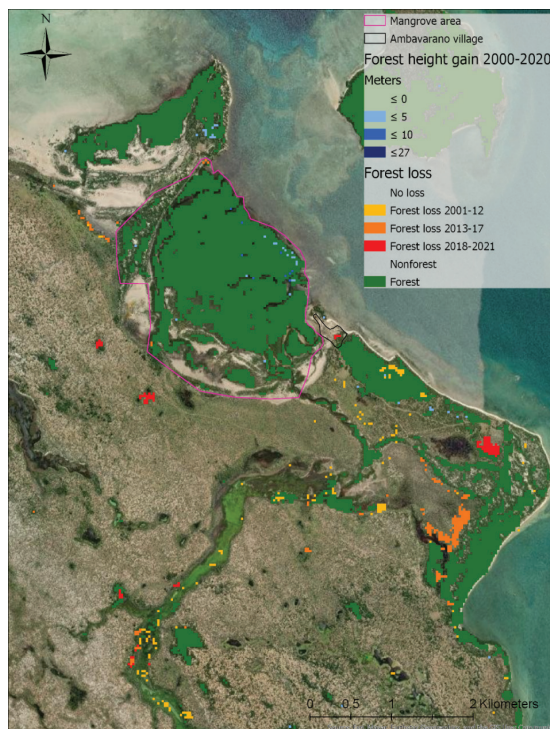 N
Mangrove area
Ambavarano village
Forest height gain 2000-2020
Meters
≤ 0
≤ 5
≤ 10
≤27
Forest loss
No loss
Forest loss 2001-12
Forest loss 2013-17
Forest loss 2018-2021
Nonforest
Forest
0 0.5 1 2 Kilometers